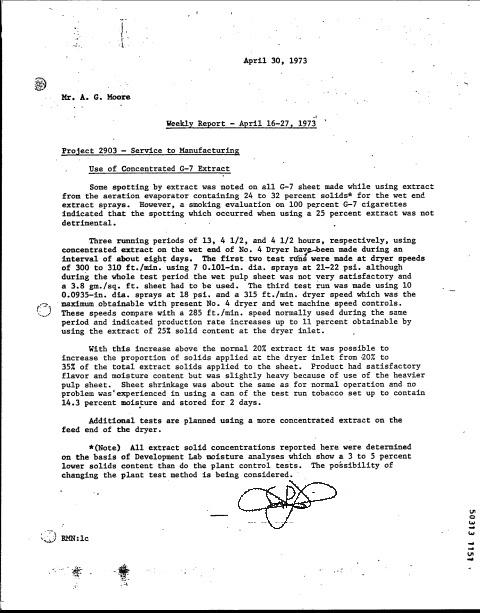 April 30, 1973
Mr. A. G. Moore
Weekly Report - April 16-27, 1973
Project 2903 - Service to Manufacturing
Use of Concentrated G-7 Extract
Some spotting by extract was noted on all G-7 sheet made while using extract
from the aeration evaporator containing 24 to 32 percent solids* for the wet end
extract sprays. However, a smoking evaluation on 100 percent G-7 cigarettes
indicated that the spotting which occurred when using a 25 percent extract was not
detrimental.
Three running periods of 13, 4 1/2, and 4 1/2 hours, respectively, using
concentrated extract on the wet end of No. 4 Dryer have been made during an
interval of about eight days. The first two test runs were made at dryer speeds
of 300 to 310 ft./min. using 7 0.101-in. dia. sprays at 21-22 psi. although
during the whole test period the wet pulp sheet was not very satisfactory and
a 3.8 gm./sq. ft. sheet had to be used. The third test run was made using 10
0.0935-in. dia. sprays at 18 psi. and a 315 ft./min. dryer speed which was the
maximum obtainable with present No. 4 dryer and wet machine speed controls.
These speeds compare with a 285 ft./min. speed normally used during the same
period and indicated production rate increases up to 11 percent obtainable by
using the extract of 25% solid content at the dryer inlet.
With this increase above the normal 20% extract it was possible to
increase the proportion of solids applied at the dryer inlet from 20% to
35% of the total extract solids applied to the sheet. Product had satisfactory
flavor and moisture content but was slightly heavy because of use of the heavier
pulp sheet. Sheet shrinkage was about the same as for normal operation and no
problem was experienced in using a can of the test run tobacco set up to contain
14.3 percent moisture and stored for 2 days.
Additional tests are planned using a more concentrated extract on the
feed end of the dryer.
*(Note) All extract solid concentrations reported here were determined
on the basis of Development Lab moisture analyses which show a 3 to 5 percent
lower solids content than do the plant control tests. The possibility of
changing the plant test method is being considered.
RMN:lc
50313 1151